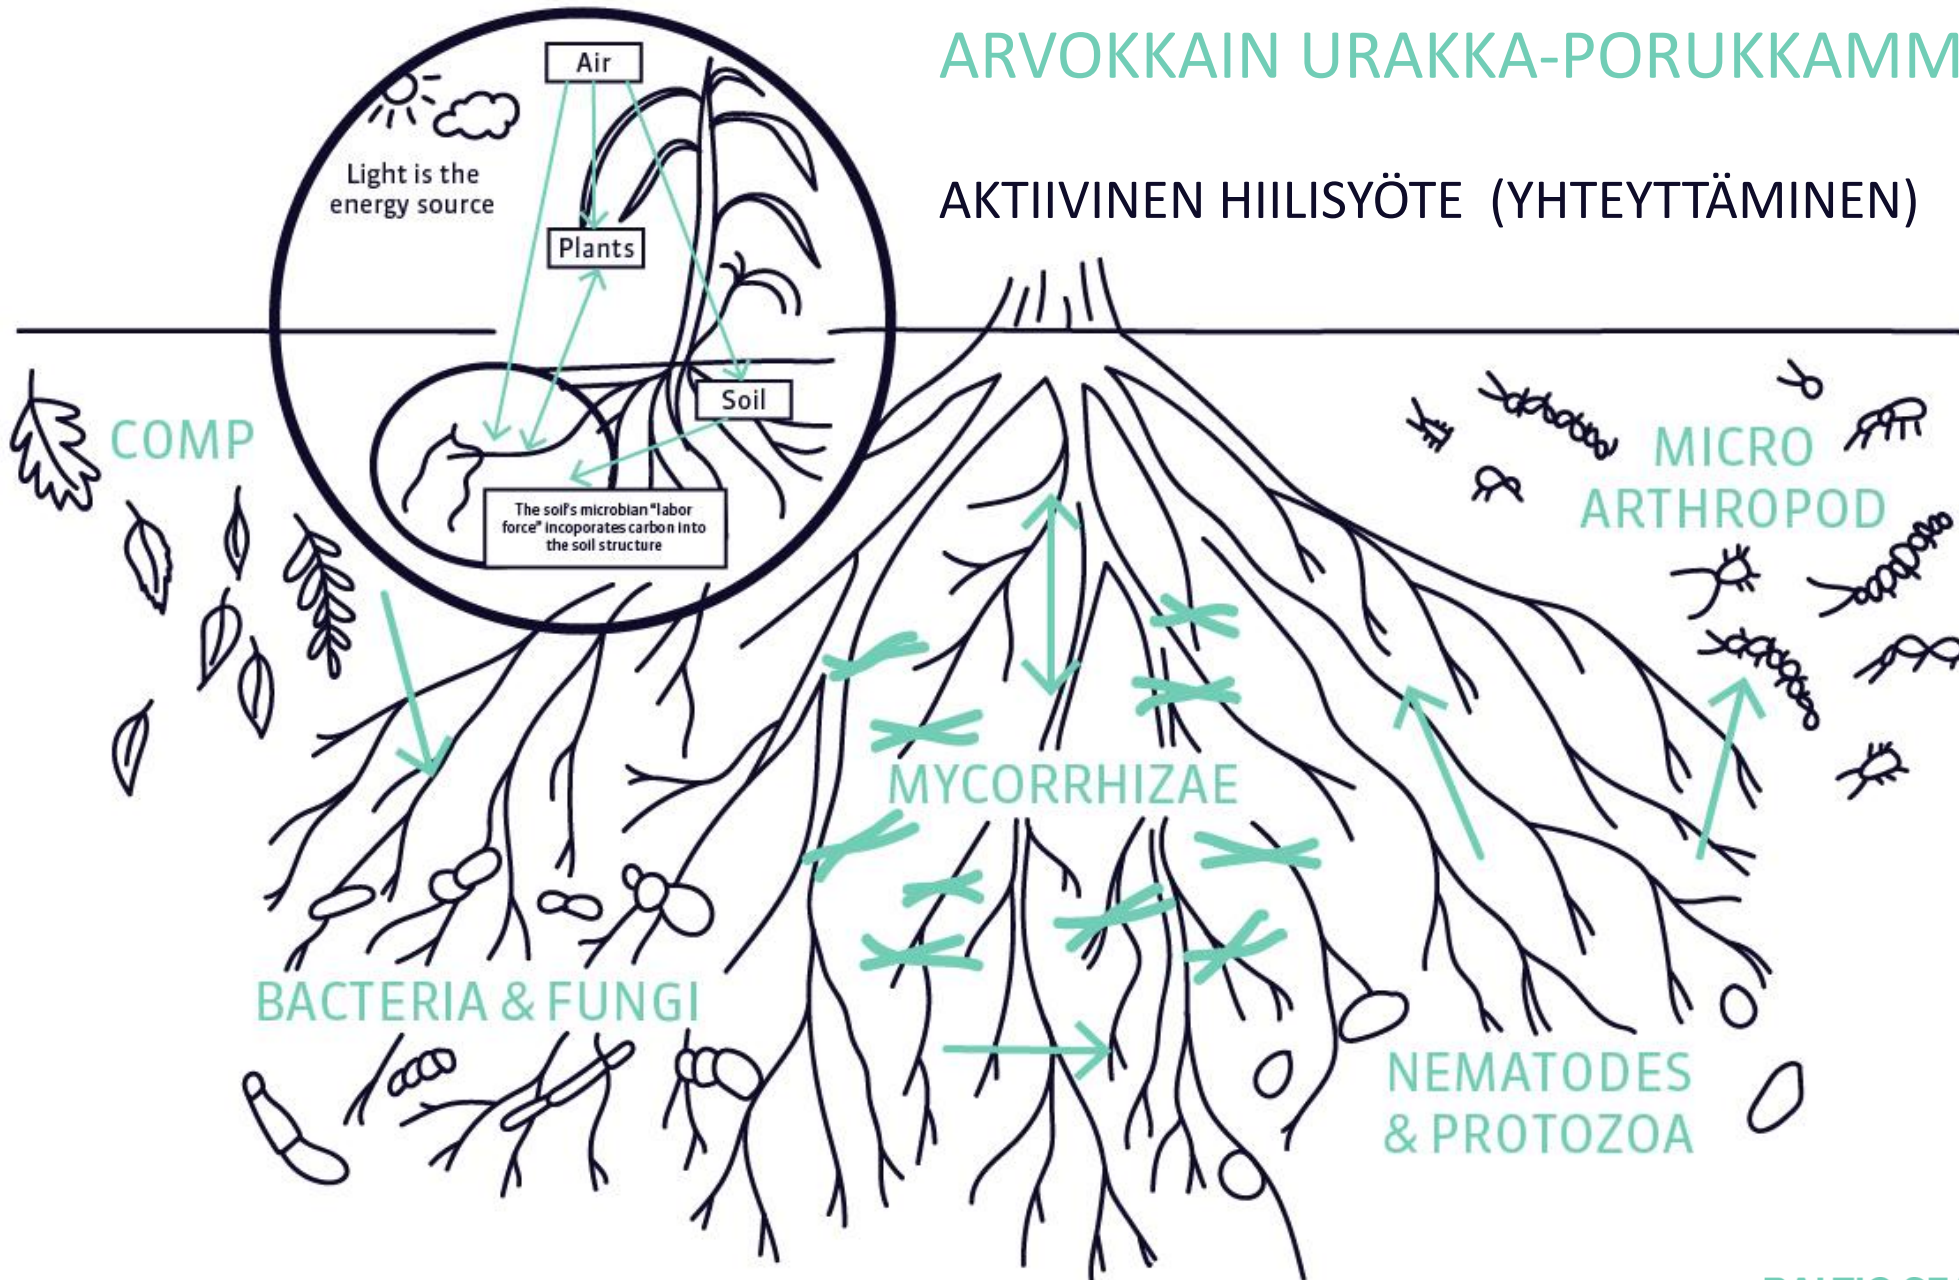 ARVOKKAIN URAKKA-PORUKKAMM
AKTIIVINEN HIILISYÖTE (YHTEYTTÄMINEN)
Air
Light is the
energy source
Plants
Soil
The soil's microbian "labor
force" incoporates carbon into
the soil structure
COMP
MICRO
ARTHROPOD
MYCORRHIZAE
BACTERIA & FUNGI
NEMATODES
& PROTOZOA